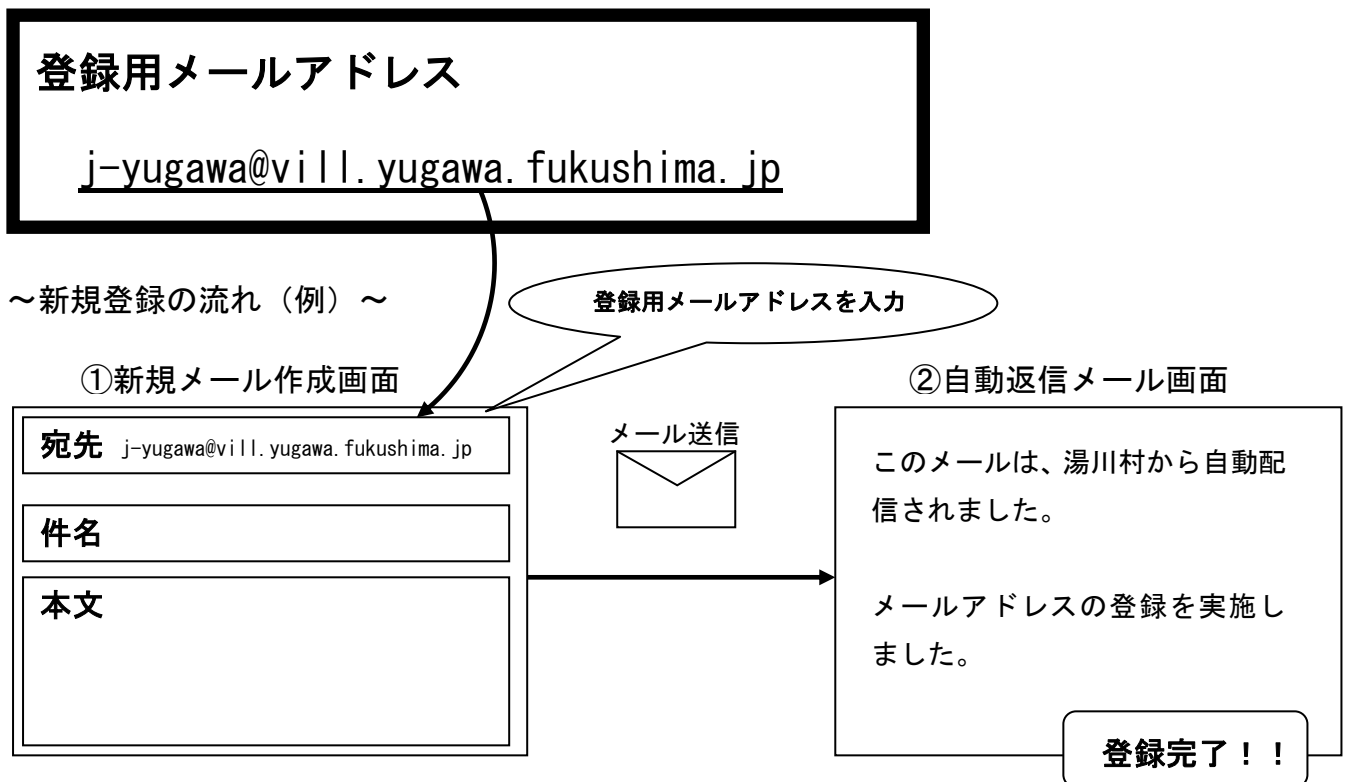 登録用メールアドレス
j-yugawa@vill.yugawa.fukushima.jp
～新規登録の流れ（例）～
登録用メールアドレスを入力
①新規メール作成画面
宛先 j-yugawa@vill.yugawa.fukushima.jp
件名
本文
メール送信
②自動返信メール画面
このメールは、湯川村から自動配
信されました。
メールアドレスの登録を実施し
ました。
登録完了！！